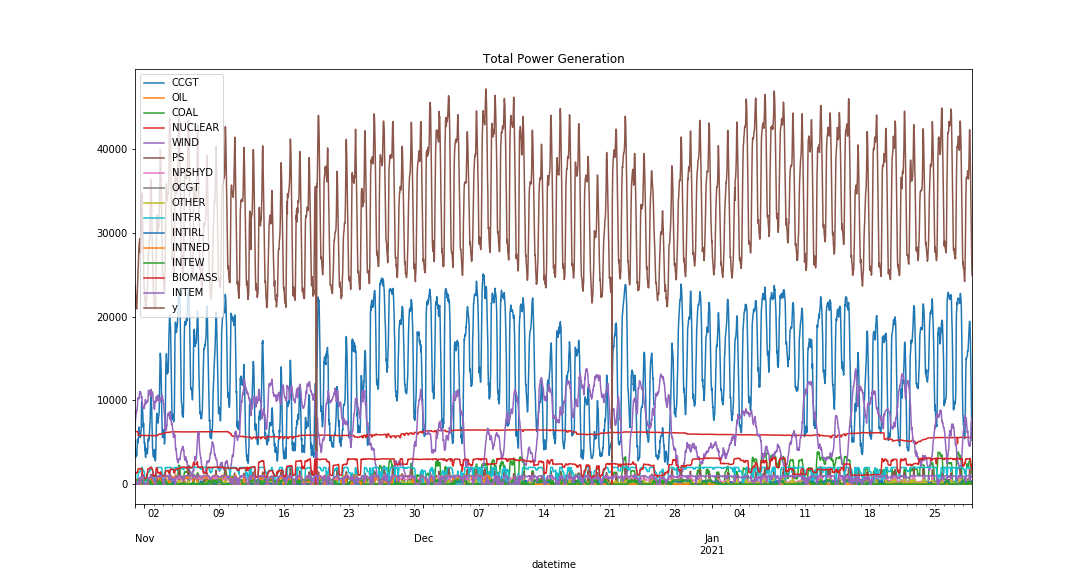 Total Power Generation
CCGT
OIL
COAL
NUCLEAR
WIND
PS
NPSHYD
OCGT
OTHER
INTFR
INTIRL
INTNED
INTEW
BIOMASS
INTEM
y
40000
30000
20000
10000
0
02 09 16 23 30 07 14 21 28 04 11 18 25
Nov Dec Jan
2021
datetime